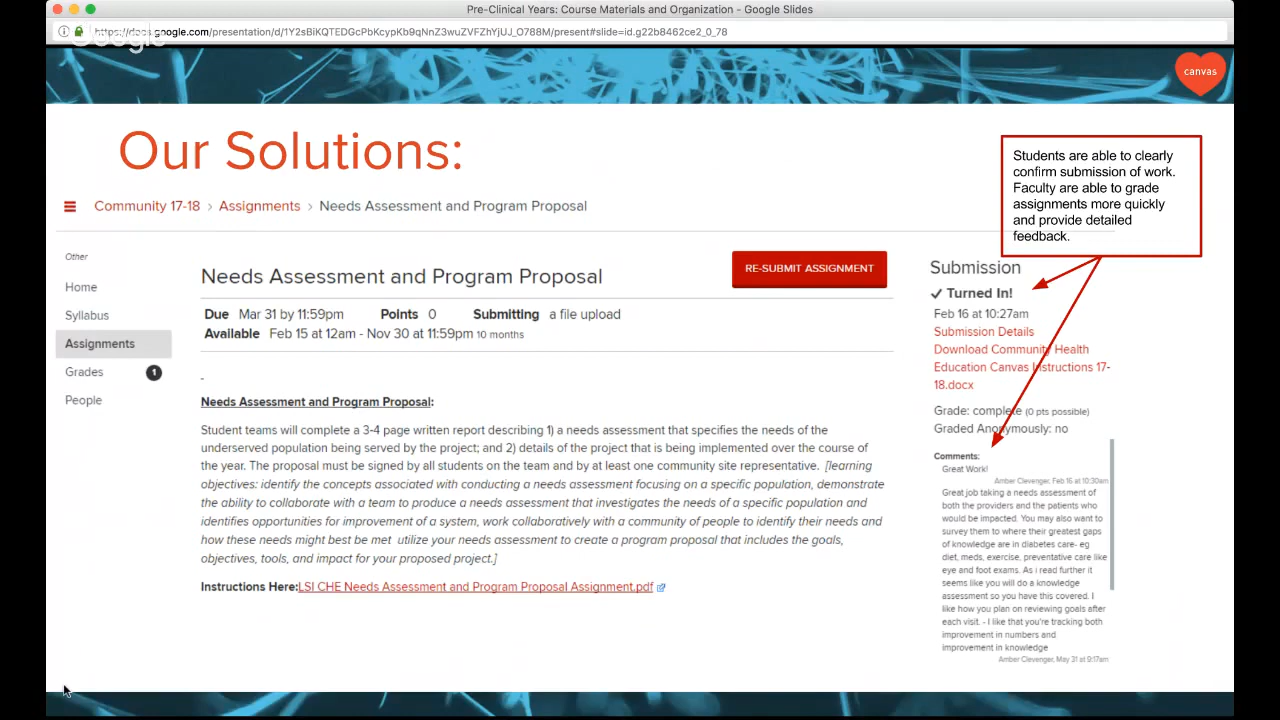 Pre-Clinical Years: Course Materials and Organization - Google Slides
https://docs.google.com/presentation/d/1Y2sBiKQTEDGcPbKcypKb9qNnZ3wuZVFZhYjUJ_O788M/present#slide=id.g22b8462ce2_0_78
Google
canvas
Our Solutions:
Students are able to clearly
confirm submission of work.
Faculty are able to grade
assignments more quickly
and provide detailed
feedback.
Community 17-18 › Assignments › Needs Assessment and Program Proposal
Other
Home
Syllabus
Assignments
Grades 1
People
Needs Assessment and Program Proposal
RE-SUBMIT ASSIGNMENT
Due Mar 31 by 11:59pm Points 0 Submitting a file upload
Available Feb 15 at 12am - Nov 30 at 11:59pm 10 months
Needs Assessment and Program Proposal:
Student teams will complete a 3-4 page written report describing 1) a needs assessment that specifies the needs of the
underserved population being served by the project; and 2) details of the project that is being implemented over the course of
the year. The proposal must be signed by all students on the team and by at least one community site representative. [learning
objectives: identify the concepts associated with conducting a needs assessment focusing on a specific population, demonstrate
the ability to collaborate with a team to produce a needs assessment that investigates the needs of a specific population and
identifies opportunities for improvement of a system, work collaboratively with a community of people to identify their needs and
how these needs might best be met utilize your needs assessment to create a program proposal that includes the goals,
objectives, tools, and impact for your proposed project.]
Instructions Here:LSI CHE Needs Assessment and Program Proposal Assignment.pdf
Submission
✓ Turned In!
Feb 16 at 10:27am
Submission Details
Download Community Health
Education Canvas Instructions 17-
18.docx
Grade: complete (0 pts possible)
Graded Anonymously: no
Comments:
Great Work!
Amber Clevenger, Feb 16 at 10:30am
Great job taking a needs assessment of
both the providers and the patients who
would be impacted. You may also want to
survey them to where their greatest gaps
of knowledge are in diabetes care- eg
diet, meds, exercise, preventative care like
eye and foot exams. As i read further it
seems like you will do a knowledge
assessment so you have this covered. I
like how you plan on reviewing goals after
each visit. - I like that you're tracking both
improvement in numbers and
improvement in knowledge
Amber Clevenger, May 31 at 9:17am